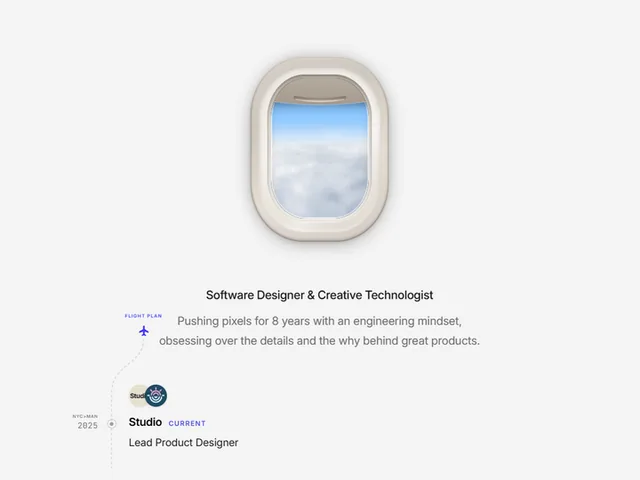 Software Designer & Creative Technologist
FLIGHT PLAN
Pushing pixels for 8 years with an engineering mindset,
obsessing over the details and the why behind great products.
Studi
NYC>MAN
2025
Studio CURRENT
Lead Product Designer